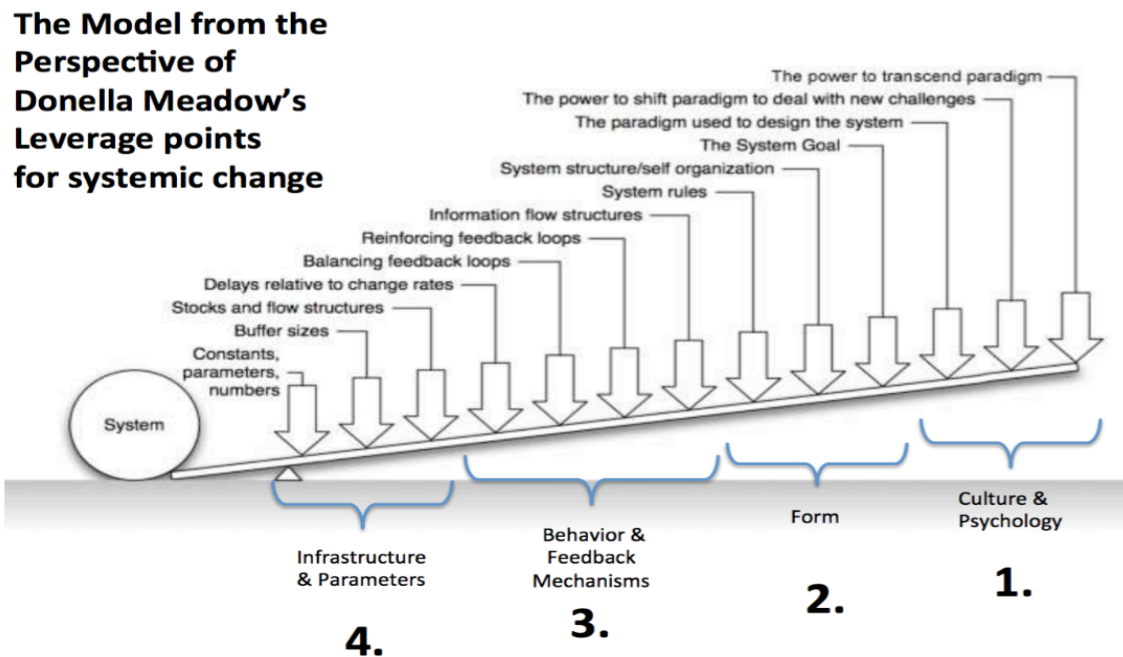 The Model from the
Perspective of
Donella Meadow’s
Leverage points
for systemic change
The power to transcend paradigm
The power to shift paradigm to deal with new challenges
The paradigm used to design the system
The System Goal
System structure/self organization
System rules
Information flow structures
Reinforcing feedback loops
Balancing feedback loops
Delays relative to change rates
Stocks and flow structures
Buffer sizes
Constants,
parameters,
numbers
System
Infrastructure
& Parameters
4.
Behavior &
Feedback
Mechanisms
3.
Form
2.
Culture &
Psychology
1.